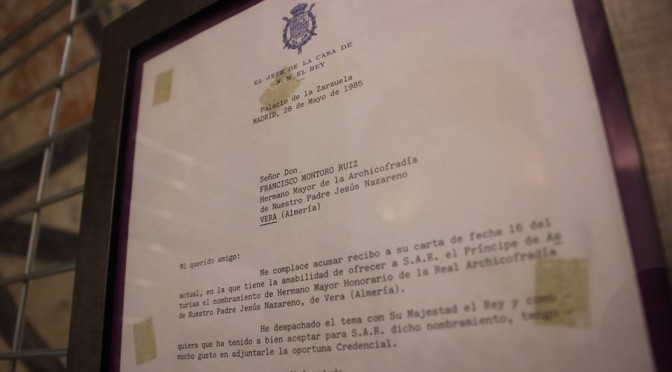 EL JEFE DE LA CASA DE
S. M. EL REY
Palacio de la Zarzuela
MADRID, 28 de Mayo de 1985
Señor Don.
FRANCISCO MONTORO RUIZ
Hermano Mayor de la Archicofradía
de Nuestro Padre Jesús Nazareno
VERA (Almería)
Mi querido amigo:
Me complace acusar recibo a su carta de fecha 16 del
actual, en la que tiene la amabilidad de ofrecer a S.A.R. el Príncipe de As
turias el nombramiento de Hermano Mayor Honorario de la Real Archicofradía
de Nuestro Padre Jesús Nazareno, de Vera (Almería).
He despachado el tema con Su Majestad el Rey y como
quiera que ha tenido a bien aceptar para S.A.R. dicho nombramiento, tengo
mucho gusto en adjuntarle la oportuna Credencial.